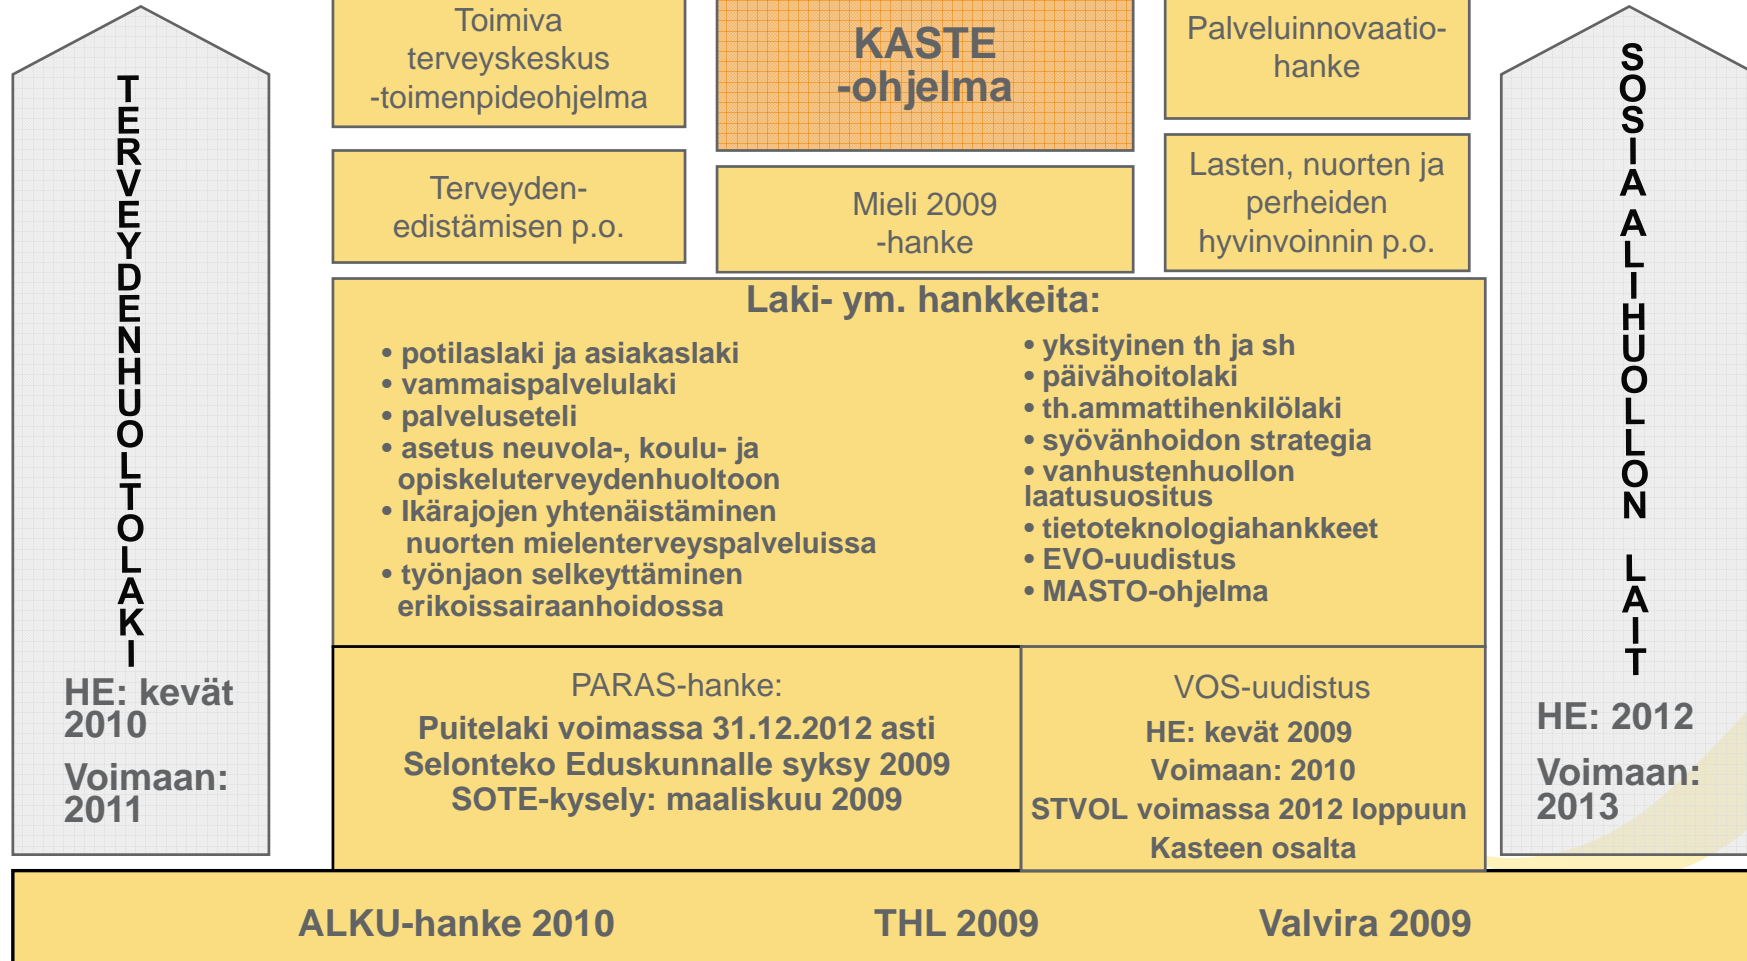 TERVEYDENHUOLTOLAKI
HE: kevät
2010
Voimaan:
2011
Toimiva
terveyskeskus
-toimenpideohjelma
KASTE
-ohjelma
Palveluinnovaatio-
hanke
Terveyden-
edistämisen p.o.
Mieli 2009
-hanke
Lasten, nuorten ja
perheiden
hyvinvoinnin p.o.
Laki- ym. hankkeita:
• potilaslaki ja asiakaslaki
• vammaispalvelulaki
• palveluseteli
• asetus neuvola-, koulu- ja
opiskeluterveydenhuoltoon
• Ikärajojen yhtenäistäminen
nuorten mielenterveyspalveluissa
• työnjaon selkeyttäminen
erikoissairaanhoidossa
• yksityinen th ja sh
• päivähoitolaki
• th.ammattihenkilölaki
• syövänhoidon strategia
• vanhustenhuollon
laatusuositus
• tietoteknologiahankkeet
• EVO-uudistus
• MASTO-ohjelma
PARAS-hanke:
Puitelaki voimassa 31.12.2012 asti
Selonteko Eduskunnalle syksy 2009
SOTE-kysely: maaliskuu 2009
VOS-uudistus
HE: kevät 2009
Voimaan: 2010
STVOL voimassa 2012 loppuun
Kasteen osalta
SOSIAALIHUOLLON LAIT
HE: 2012
Voimaan:
2013
ALKU-hanke 2010
THL 2009
Valvira 2009